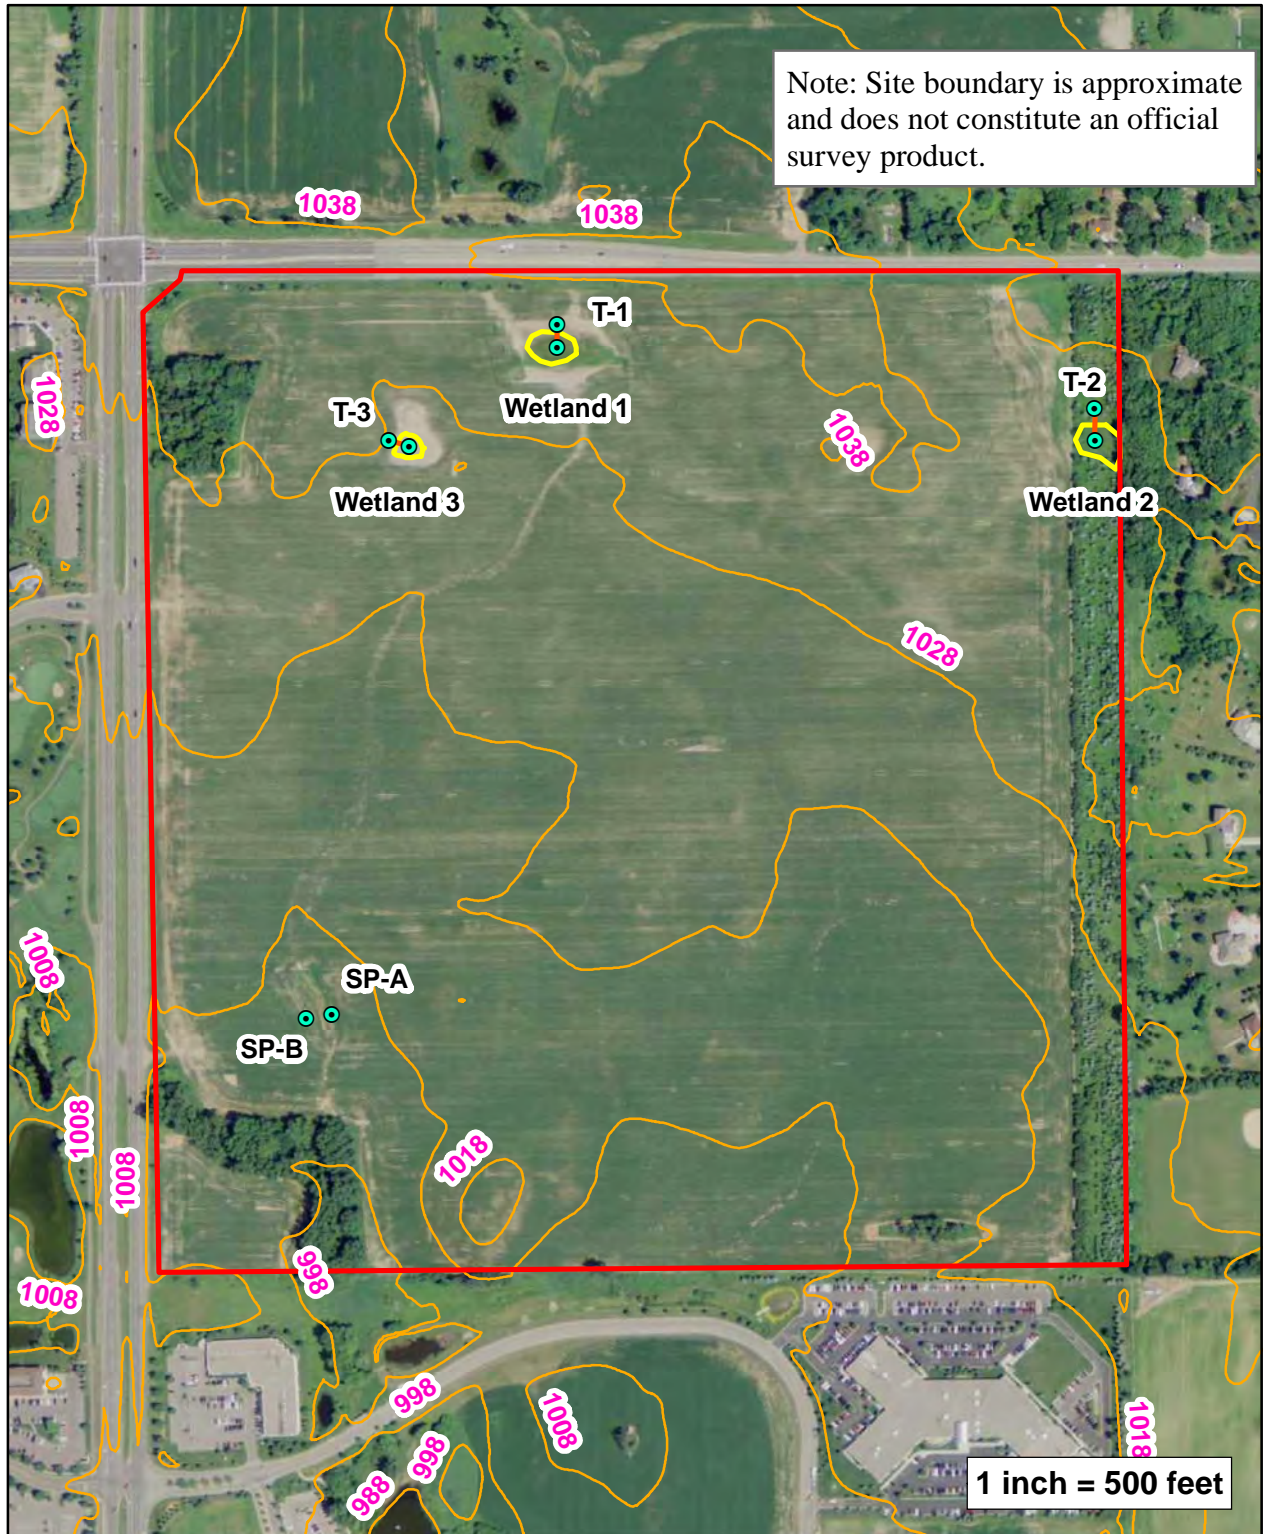 Note: Site boundary is approximate
and does not constitute an official
survey product.
1038
1038
T-1
1028
T-2
T-3
Wetland 1
1038
Wetland 3
Wetland 2
1028
1008
SP-A
SP-B
1008
1008
1018
998
1008
998
1008
998
988
1018
1 inch = 500 feet